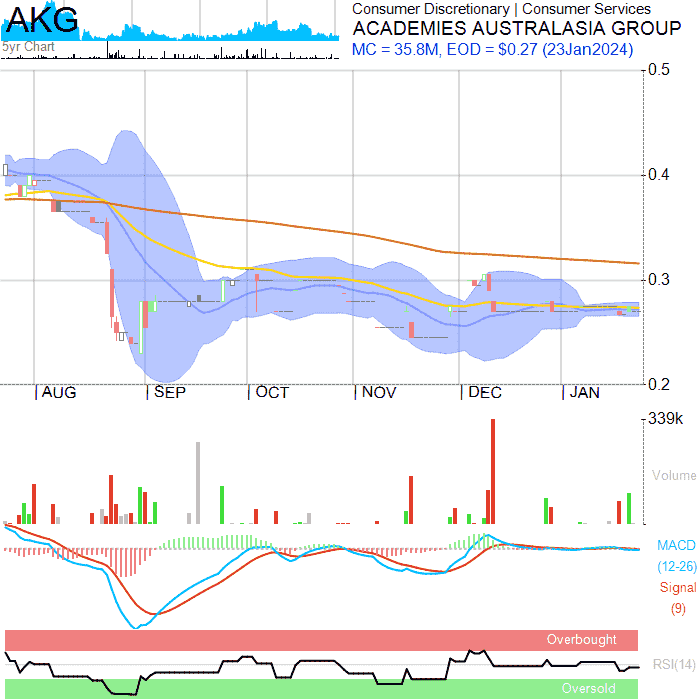 AKG
5yr Chart
Consumer Discretionary | Consumer Services
ACADEMIES AUSTRALASIA GROUP
MC = 35.8M, EOD = $0.27 (23Jan2024)
0.5
0.4
0.3
0.2
|AUG |SEP |OCT |NOV |DEC |JAN
339k
Volume
MACD
(12-26)
Signal
(9)
Overbought
RSI(14)
Oversold